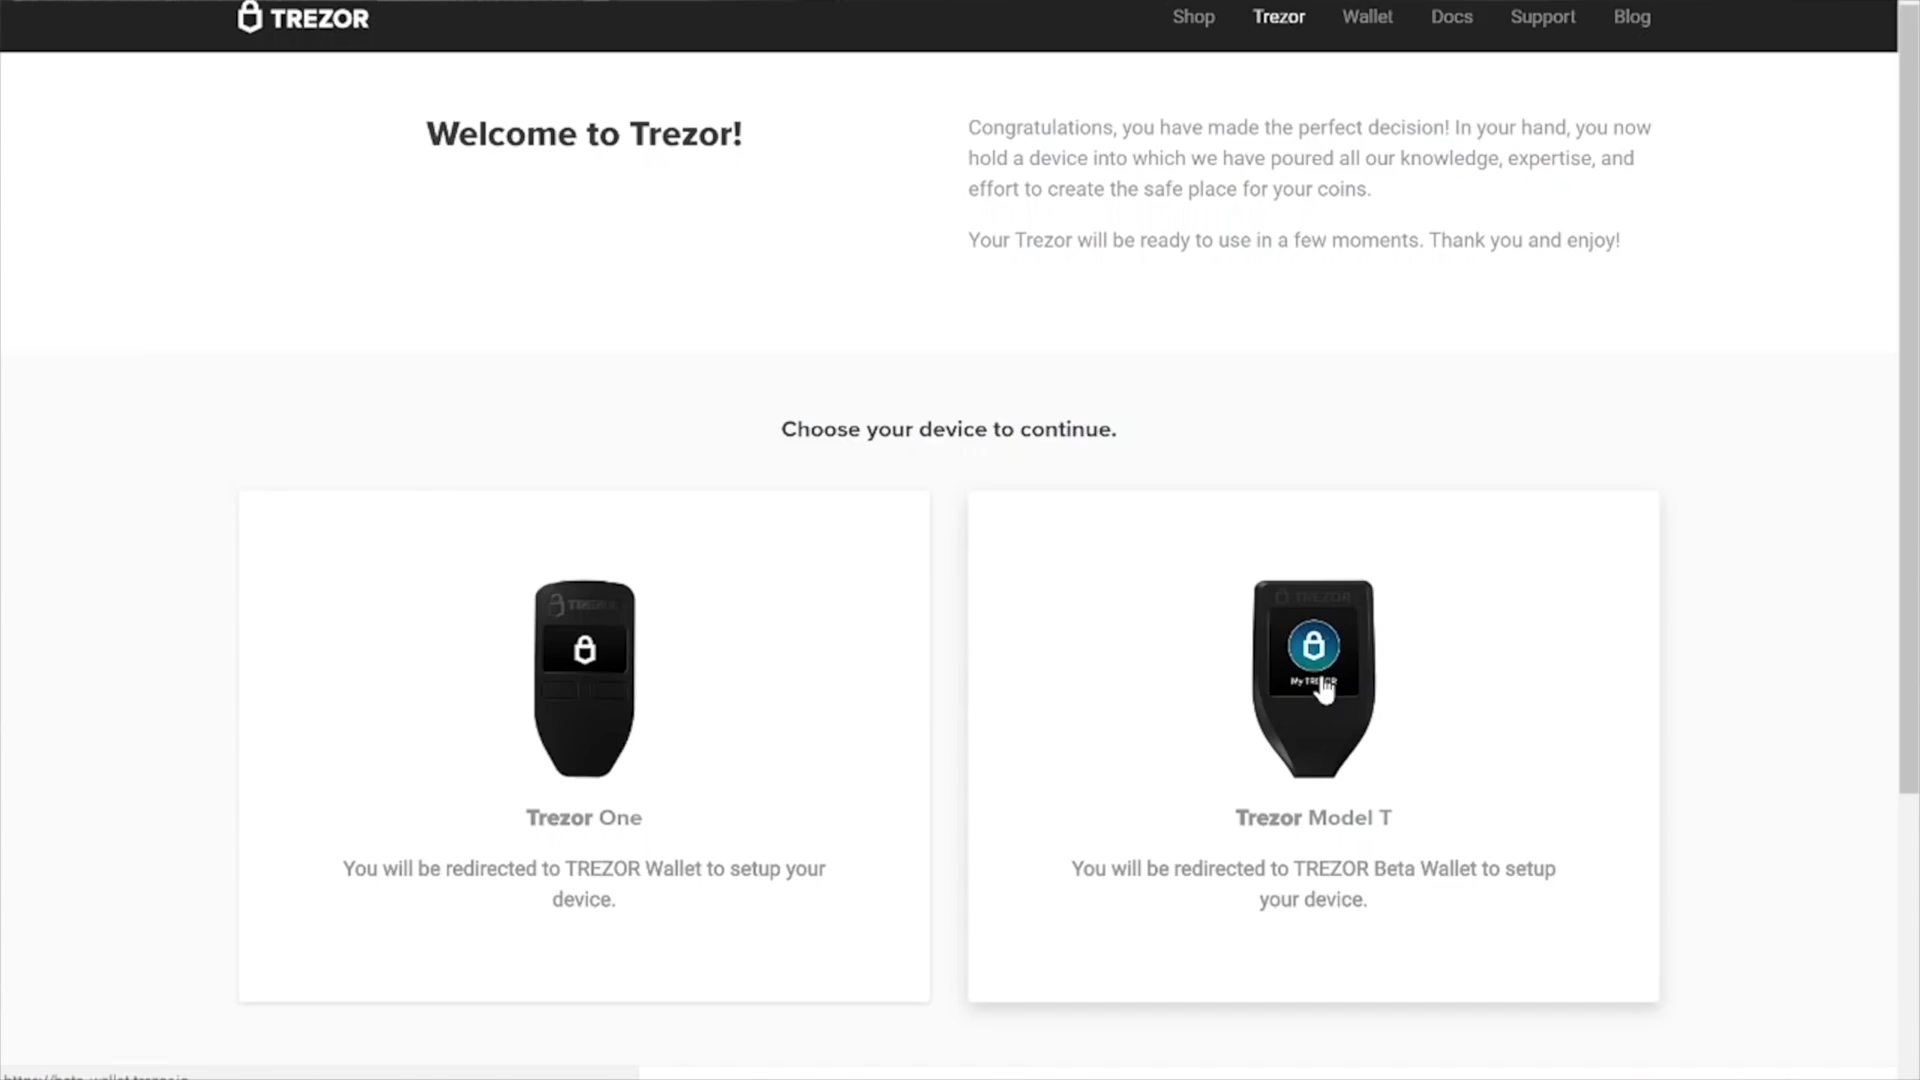 TREZOR
Shop Trezor Wallet Docs Support Blog
Welcome to Trezor!
Congratulations, you have made the perfect decision! In your hand, you now
hold a device into which we have poured all our knowledge, expertise, and
effort to create the safe place for your coins.
Your Trezor will be ready to use in a few moments. Thank you and enjoy!
Choose your device to continue.
TREZOR
Trezor One
You will be redirected to TREZOR Wallet to setup your
device.
TREZOR
My
Trezor Model T
You will be redirected to TREZOR Beta Wallet to setup
your device.